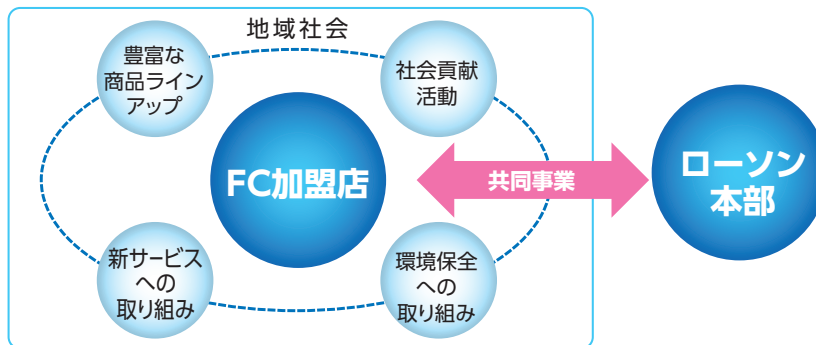 地域社会
豊富な
商品ライン
アップ
社会貢献
活動
FC加盟店
共同事業
ローソン
本部
新サービス
への
取り組み
環境保全
への
取り組み